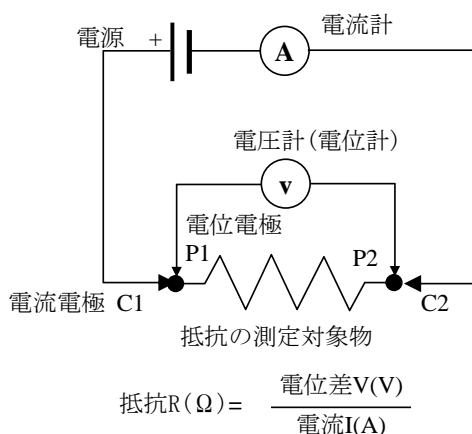 電流計
電源
+
A
電圧計(電位計)
v
電位電極
P1
P2
電流電極 C1
C2
抵抗の測定対象物
抵抗R(Ω)= 電位差V(V)
電流I(A)